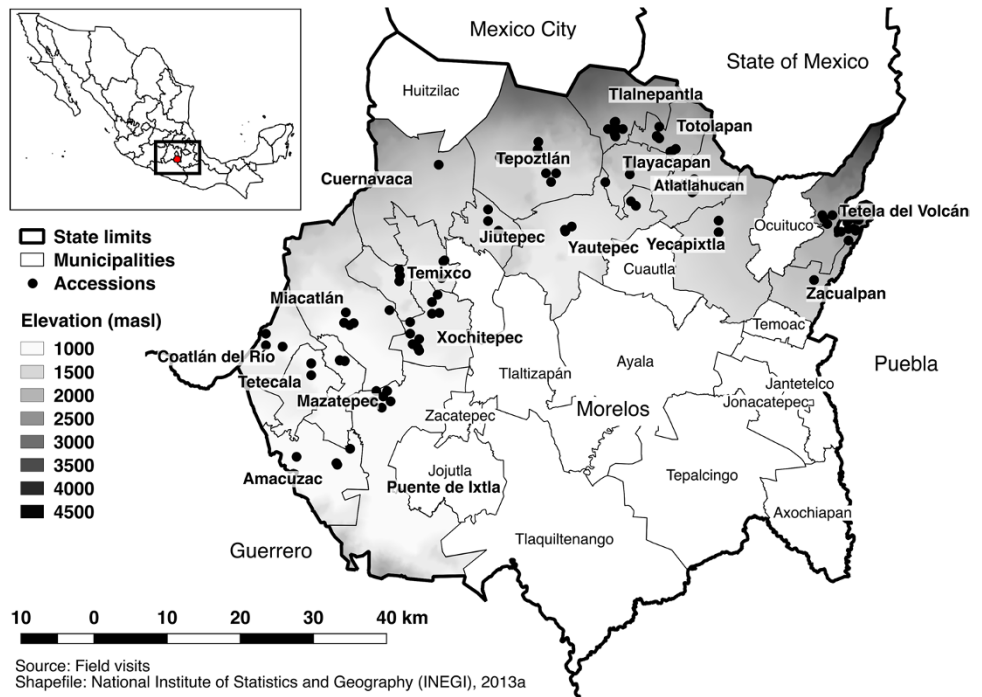 Mexico City
State of Mexico
Huitzilac
Tlalnepantla
Totolapan
Tepoztlán
Tlayacapan
Cuernavaca
Atlatlahucan
Ocuituco
Tetela del Volcán
Jiutepec
Yautepec
Yecapixtla
State limits
Municipalities
Accessions
Temixco
Cuautla
Zacualpan
Miacatlán
Elevation (masl)
1000
1500
2000
2500
3000
3500
4000
4500
Xochitepec
Temoac
Coatlán del Río
Ayala
Puebla
Tetecala
Tlaltizapán
Jantetelco
Mazatepec
Jonacatepec
Zacatepec
Morelos
Jojutla
Tepalcingo
Amacuzac
Puente de Ixtla
Axochiapan
Guerrero
Tlaquiltenango
10 0 10 20 30 40 km
Source: Field visits
Shapefile: National Institute of Statistics and Geography (INEGI), 2013a